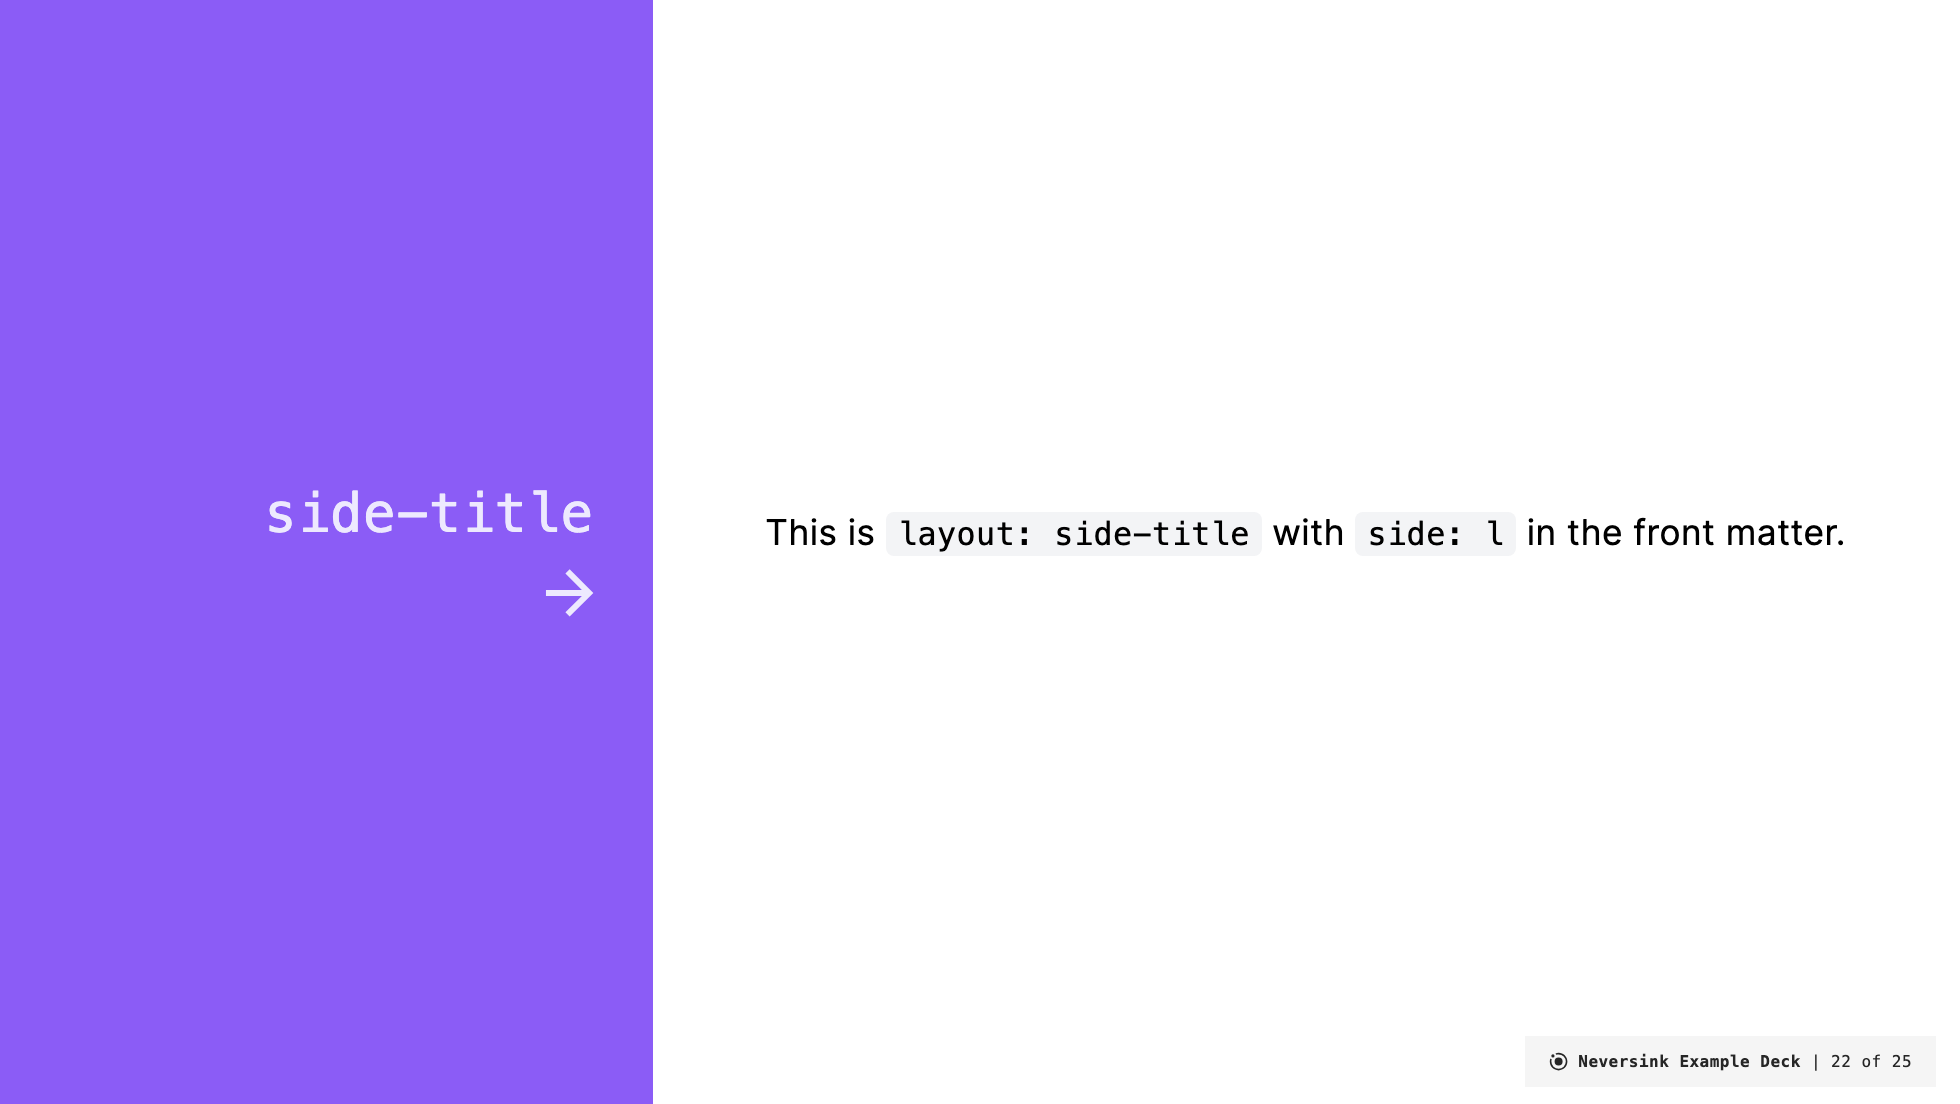 side-title
→
This is layout: side-title with side: l in the front matter.
Neversink Example Deck | 22 of 25